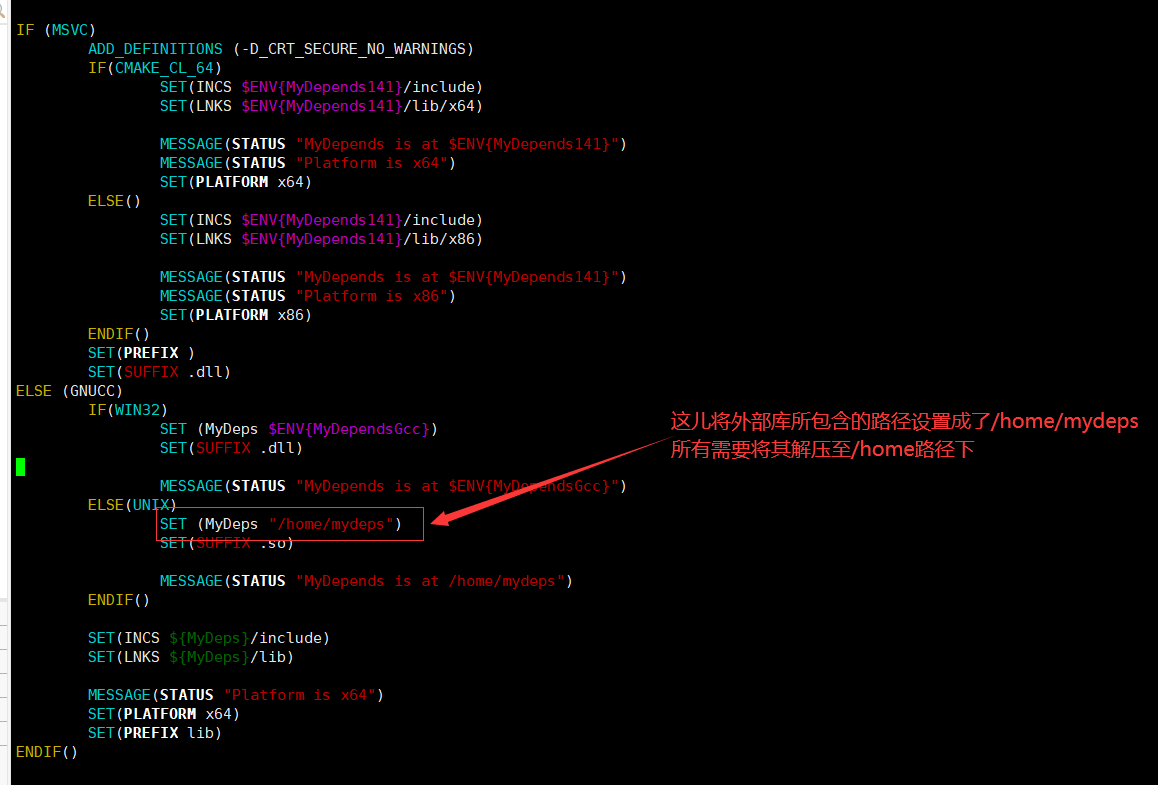 IF (MSVC)
ADD_DEFINITIONS (-D_CRT_SECURE_NO_WARNINGS)
IF(CMAKE_CL_64)
SET(INCS $ENV{MyDepends141}/include)
SET(LNKS $ENV{MyDepends141}/lib/x64)
MESSAGE(STATUS "MyDepends is at $ENV{MyDepends141}")
MESSAGE(STATUS "Platform is x64")
SET(PLATFORM x64)
ELSE()
SET(INCS $ENV{MyDepends141}/include)
SET(LNKS $ENV{MyDepends141}/lib/x86)
MESSAGE(STATUS "MyDepends is at $ENV{MyDepends141}")
MESSAGE(STATUS "Platform is x86")
SET(PLATFORM x86)
ENDIF()
SET(PREFIX )
SET(SUFFIX .dll)
ELSE (GNUCC)
IF(WIN32)
SET (MyDeps $ENV{MyDependsGcc})
SET(SUFFIX .dll)
MESSAGE(STATUS "MyDepends is at $ENV{MyDependsGcc}")
ELSE(UNIX)
SET (MyDeps "/home/mydeps")
SET(SUFFIX .so)
MESSAGE(STATUS "MyDepends is at /home/mydeps")
ENDIF()
SET(INCS ${MyDeps}/include)
SET(LNKS ${MyDeps}/lib)
MESSAGE(STATUS "Platform is x64")
SET(PLATFORM x64)
SET(PREFIX lib)
ENDIF()
这儿将外部库所包含的路径设置成了/home/mydeps
所有需要将其解压至/home路径下